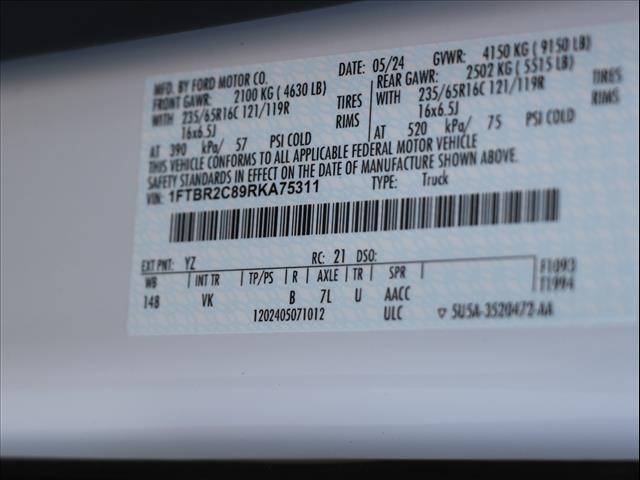 MFD. BY FORD MOTOR CO. DATE: 05/24 GVWR: 4150 KG ( 9150 LB)
FRONT GAWR: 2100 KG ( 4630 LB) REAR GAWR: 2502 KG ( 5515 LB)
WITH 235/65R16C 121/119R TIRES WITH 235/65R16C 121/119R TIRES
16x6.5J RIMS 16x6.5J RIMS
AT 390 kPa/ 57 PSI COLD AT 520 kPa/ 75 PSI COLD
THIS VEHICLE CONFORMS TO ALL APPLICABLE FEDERAL MOTOR VEHICLE
SAFETY STANDARDS IN EFFECT ON THE DATE OF MANUFACTURE SHOWN ABOVE.
VIN: 1FTBR2C89RKA75311 TYPE: Truck
EXT PNT: YZ RC: 21 DSO: F1093
WB INT TR TP/PS R AXLE TR SPR T1994
148 VK B 7L U AACC
1202405071012 ULC ▽ SU5A-3520472-AA